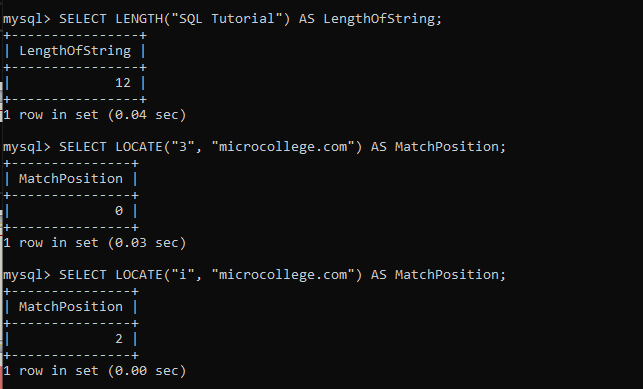 mysql> SELECT LENGTH("SQL Tutorial") AS LengthOfString;
+----------------+
| LengthOfString |
+----------------+
|             12 |
+----------------+
1 row in set (0.04 sec)
mysql> SELECT LOCATE("3", "microcollege.com") AS MatchPosition;
+---------------+
| MatchPosition |
+---------------+
|             0 |
+---------------+
1 row in set (0.03 sec)
mysql> SELECT LOCATE("i", "microcollege.com") AS MatchPosition;
+---------------+
| MatchPosition |
+---------------+
|             2 |
+---------------+
1 row in set (0.00 sec)